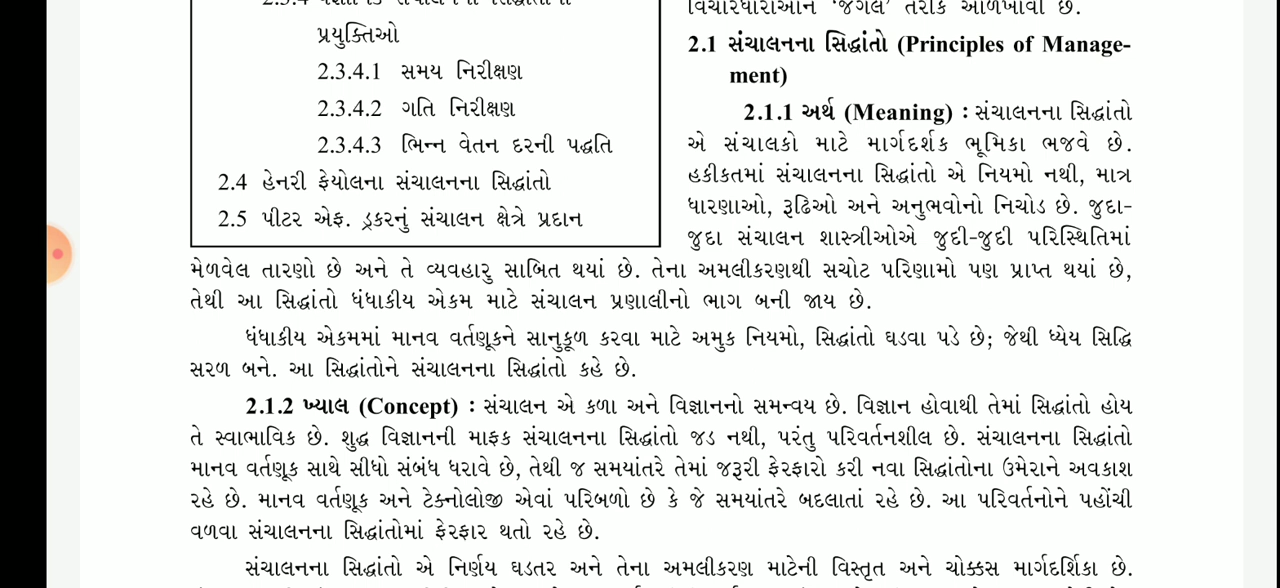 પ્રયુક્તિઓ
2.3.4.1 સમય નિરીક્ષણ
2.3.4.2 ગતિ નિરીક્ષણ
2.3.4.3 ભિન્ન વેતન દરની પદ્ધતિ
2.4 હેનરી ફેયોલના સંચાલનના સિદ્ધાંતો
2.5 પીટર એફ. ડ્રકરનું સંચાલન ક્ષેત્રે પ્રદાન
વિચારધારાઓને ‘જંગલ’ તરીકે ઓળખાવી છે.
2.1 સંચાલનના સિદ્ધાંતો (Principles of Manage-
ment)
2.1.1 અર્થ (Meaning) : સંચાલનના સિદ્ધાંતો
એ સંચાલકો માટે માર્ગદર્શક ભૂમિકા ભજવે છે.
હકીકતમાં સંચાલનના સિદ્ધાંતો એ નિયમો નથી, માત્ર
ધારણાઓ, રૂઢિઓ અને અનુભવોનો નિચોડ છે. જુદા-
જુદા સંચાલન શાસ્ત્રીઓએ જુદી-જુદી પરિસ્થિતિમાં
મેળવેલ તારણો છે અને તે વ્યવહારુ સાબિત થયાં છે. તેના અમલીકરણથી સચોટ પરિણામો પણ પ્રાપ્ત થયાં છે,
તેથી આ સિદ્ધાંતો ધંધાકીય એકમ માટે સંચાલન પ્રણાલીનો ભાગ બની જાય છે.
ધંધાકીય એકમમાં માનવ વર્તણૂકને સાનુકૂળ કરવા માટે અમુક નિયમો, સિદ્ધાંતો ઘડવા પડે છે; જેથી ધ્યેય સિદ્ધિ
સરળ બને. આ સિદ્ધાંતોને સંચાલનના સિદ્ધાંતો કહે છે.
2.1.2 ખ્યાલ (Concept) : સંચાલન એ કળા અને વિજ્ઞાનનો સમન્વય છે. વિજ્ઞાન હોવાથી તેમાં સિદ્ધાંતો હોય
તે સ્વાભાવિક છે. શુદ્ધ વિજ્ઞાનની માફક સંચાલનના સિદ્ધાંતો જડ નથી, પરંતુ પરિવર્તનશીલ છે. સંચાલનના સિદ્ધાંતો
માનવ વર્તણૂક સાથે સીધો સંબંધ ધરાવે છે, તેથી જ સમયાંતરે તેમાં જરૂરી ફેરફારો કરી નવા સિદ્ધાંતોના ઉમેરાને અવકાશ
રહે છે. માનવ વર્તણૂક અને ટેક્નોલોજી એવાં પરિબળો છે કે જે સમયાંતરે બદલાતાં રહે છે. આ પરિવર્તનોને પહોંચી
વળવા સંચાલનના સિદ્ધાંતોમાં ફેરફાર થતો રહે છે.
સંચાલનના સિદ્ધાંતો એ નિર્ણય ઘડતર અને તેના અમલીકરણ માટેની વિસ્તૃત અને ચોક્કસ માર્ગદર્શિકા છે.